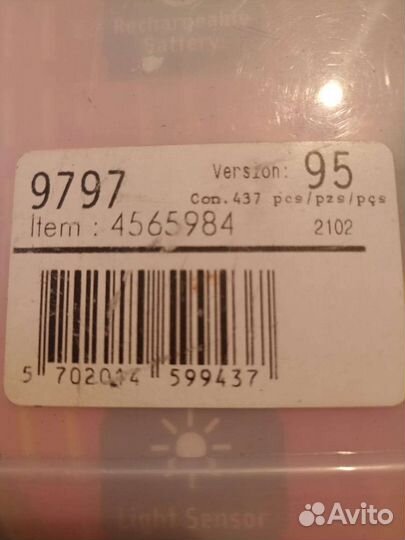 Rechargeable
Battery
9797
Version: 95
Con.437 pcs/pzs/pçs
Item : 4565984
2102
5 702014 599437
Light Sensor
Avito